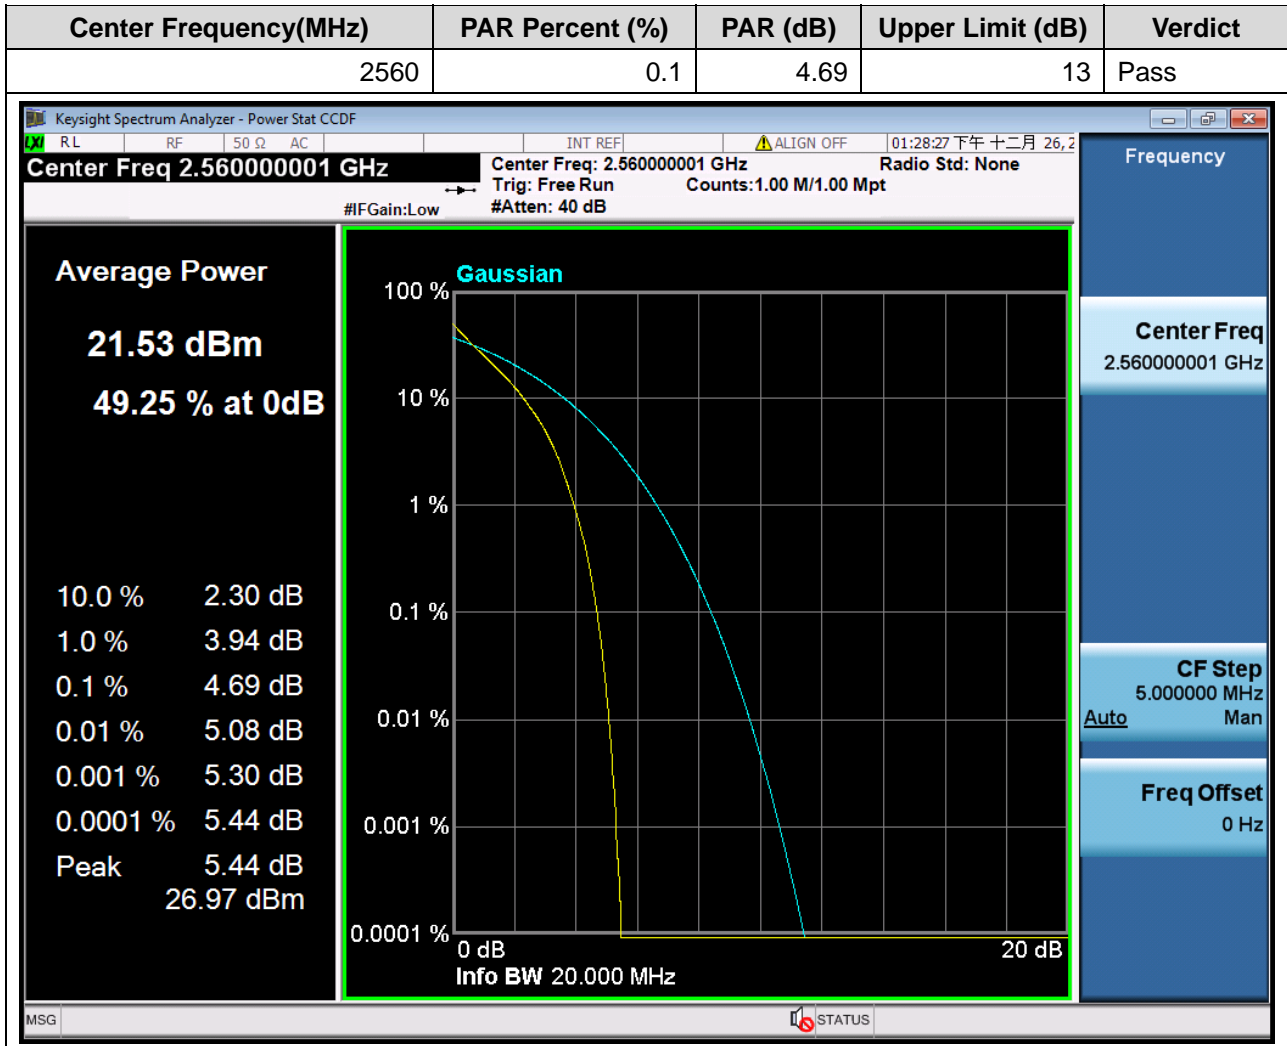 Center Frequency(MHz) PAR Percent (%) PAR (dB) Upper Limit (dB) Verdict
2560 0.1 4.69 13 Pass
Keysight Spectrum Analyzer - Power Stat CCDF
LXI RL RF 50 Ω AC INT REF ALIGN OFF 01:28:27 下午 十二月 26, 2
Center Freq 2.560000001 GHz
Center Freq: 2.560000001 GHz Radio Std: None
Trig: Free Run Counts:1.00 M/1.00 Mpt
#IFGain:Low #Atten: 40 dB
Average Power
21.53 dBm
49.25 % at 0dB
10.0 % 2.30 dB
1.0 % 3.94 dB
0.1 % 4.69 dB
0.01 % 5.08 dB
0.001 % 5.30 dB
0.0001 % 5.44 dB
Peak 5.44 dB
26.97 dBm
Gaussian
100 %
10 %
1 %
0.1 %
0.01 %
0.001 %
0.0001 %
0 dB 20 dB
Info BW 20.000 MHz
Frequency
Center Freq
2.560000001 GHz
CF Step
5.000000 MHz
Auto Man
Freq Offset
0 Hz
MSG STATUS